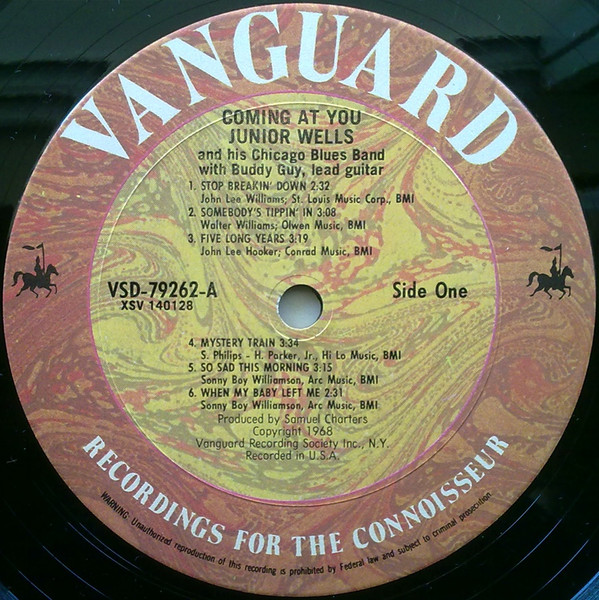 VANGUARD
COMING AT YOU
JUNIOR WELLS
and his Chicago Blues Band
with Buddy Guy, lead guitar
1. STOP BREAKIN' DOWN 2:32
John Lee Williams; St. Louis Music Corp., BMI
2. SOMEBODY'S TIPPIN' IN 3:08
Walter Williams; Olwen Music, BMI
3. FIVE LONG YEARS 3:19
John Lee Hooker; Conrad Music, BMI
VSD-79262-A
XSV 140128
Side One
4. MYSTERY TRAIN 3:34
S. Philips - H. Parker, Jr., Hi Lo Music, BMI
5. SO SAD THIS MORNING 3:15
Sonny Boy Williamson, Arc Music, BMI
6. WHEN MY BABY LEFT ME 2:31
Sonny Boy Williamson, Arc Music, BMI
Produced by Samuel Charters
Copyright 1968
Vanguard Recording Society Inc., N.Y.
Recorded in U.S.A.
RECORDINGS FOR THE CONNOISSEUR
WARNING: Unauthorized reproduction of this recording is prohibited by Federal law and subject to criminal prosecution